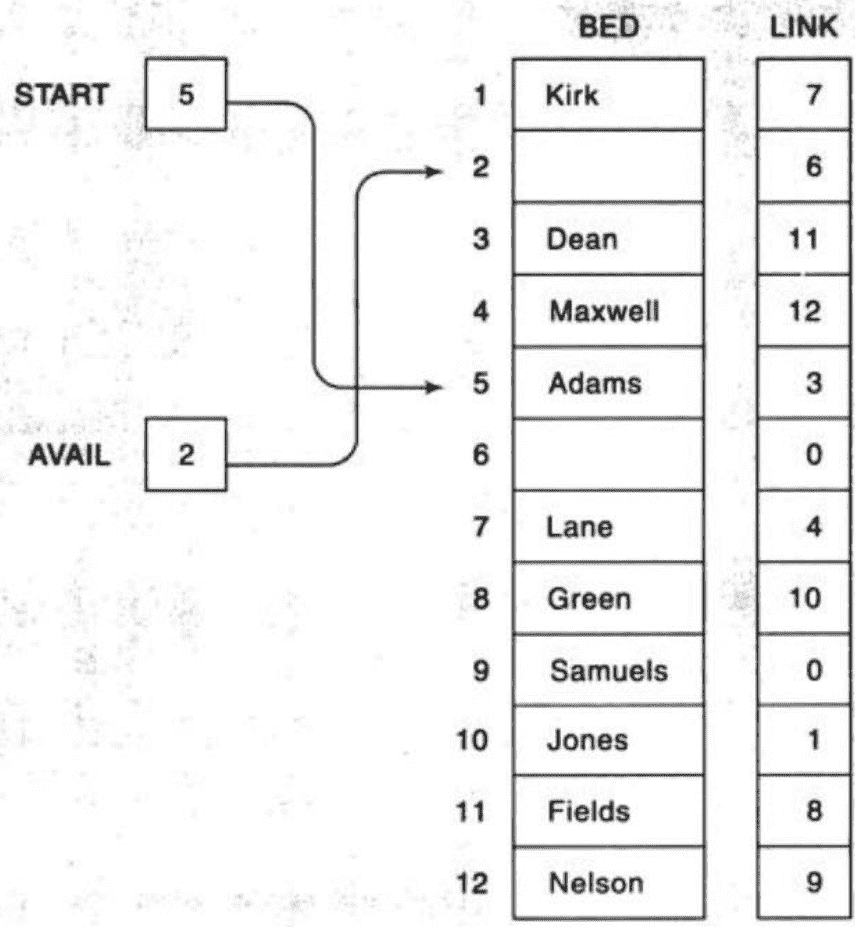 BED LINK
START 5 1 Kirk 7
2 6
3 Dean 11
4 Maxwell 12
5 Adams 3
AVAIL 2 6 0
7 Lane 4
8 Green 10
9 Samuels 0
10 Jones 1
11 Fields 8
12 Nelson 9